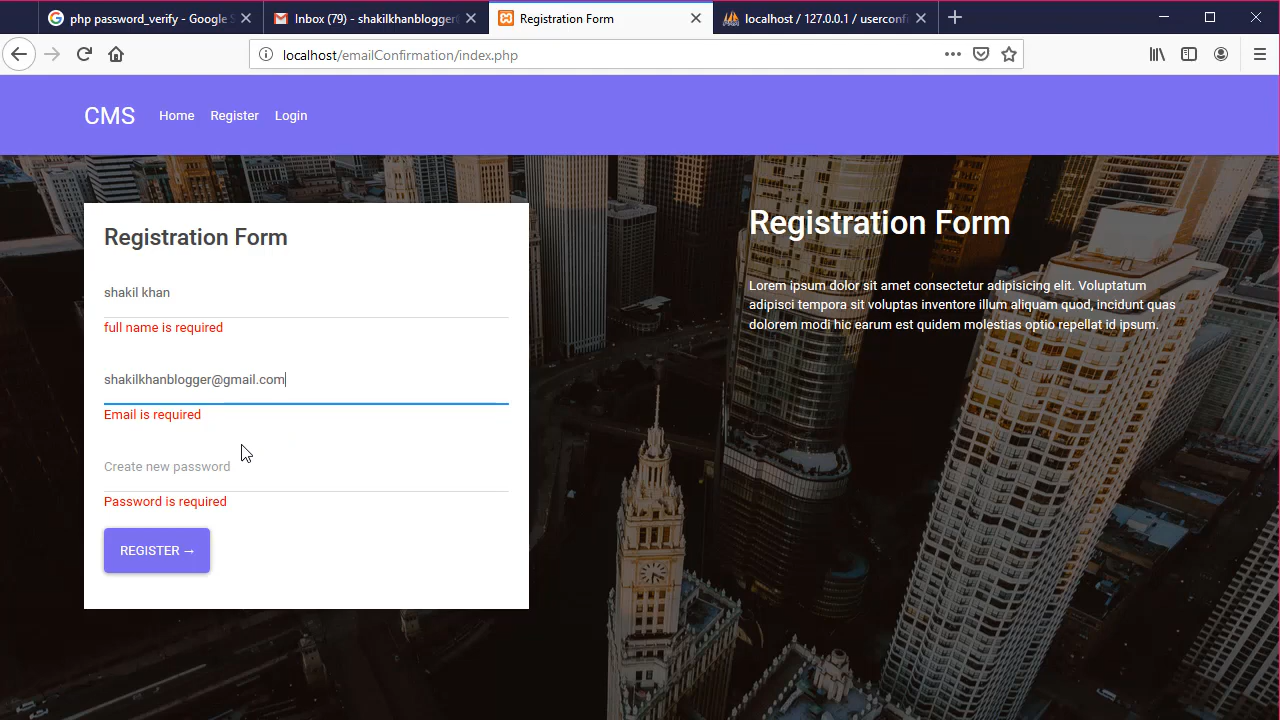 php password_verify - Google S
Inbox (79) - shakilkhanblogger
Registration Form
localhost / 127.0.0.1 / userconfi
localhost/emailConfirmation/index.php
CMS Home Register Login
Registration Form
shakil khan
full name is required
shakilkhanblogger@gmail.com
Email is required
Create new password
Password is required
REGISTER →
Registration Form
Lorem ipsum dolor sit amet consectetur adipisicing elit. Voluptatum
adipisci tempora sit voluptas inventore illum aliquam quod, incidunt quas
dolorem modi hic earum est quidem molestias optio repellat id ipsum.